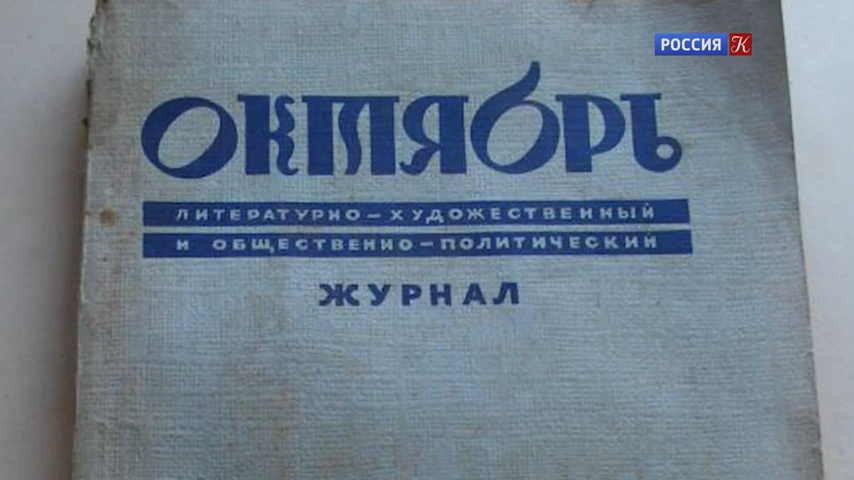 РОССИЯ К
ОКТЯБРЬ
ЛИТЕРАТУРНО-ХУДОЖЕСТВЕННЫЙ
И ОБЩЕСТВЕННО-ПОЛИТИЧЕСКИЙ
ЖУРНАЛ